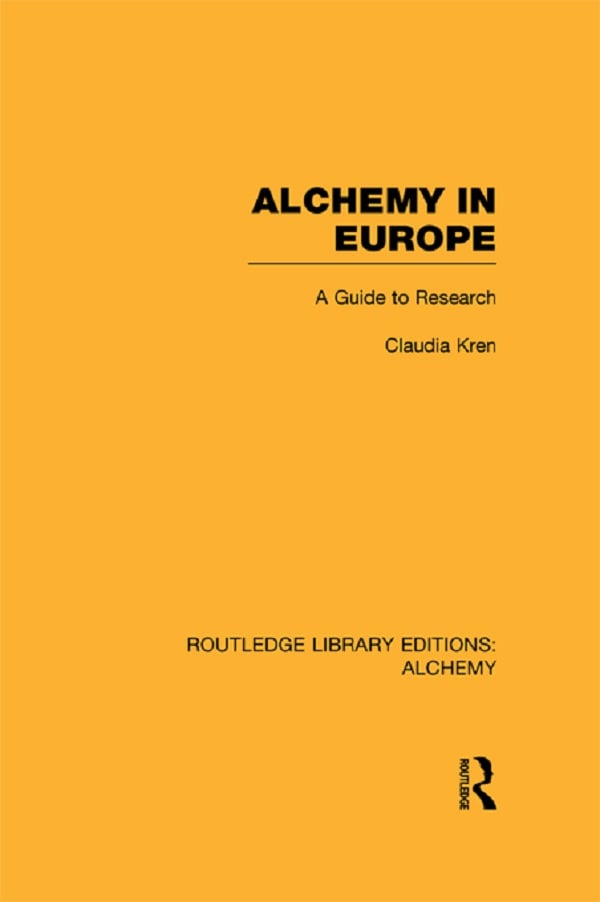 ALCHEMY IN
EUROPE
A Guide to Research
Claudia Kren
ROUTLEDGE LIBRARY EDITIONS:
ALCHEMY
ROUTLEDGE